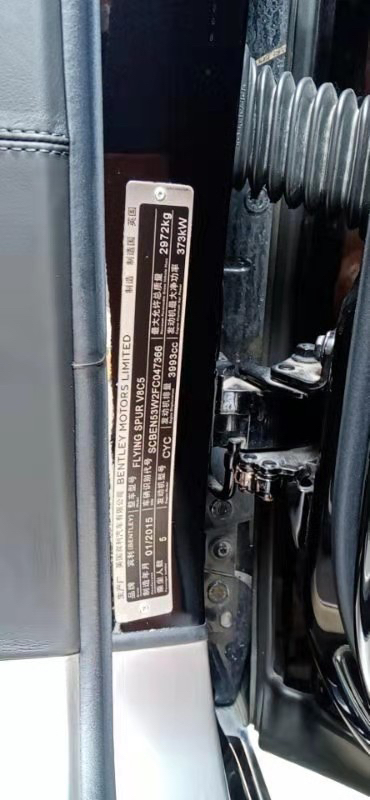 生产厂 英国宾利汽车有限公司 BENTLEY MOTORS LIMITED 制造 制造国 英国
品牌 宾利(BENTLEY) 整车型号 FLYING SPUR V8C5
制造年月 01/2015 车辆识别代号 SCBEN53W2FC047366 最大允许总质量 2972kg
乘坐人数 5 发动机型号 CYC 发动机排量 3993cc 发动机最大净功率 373kW